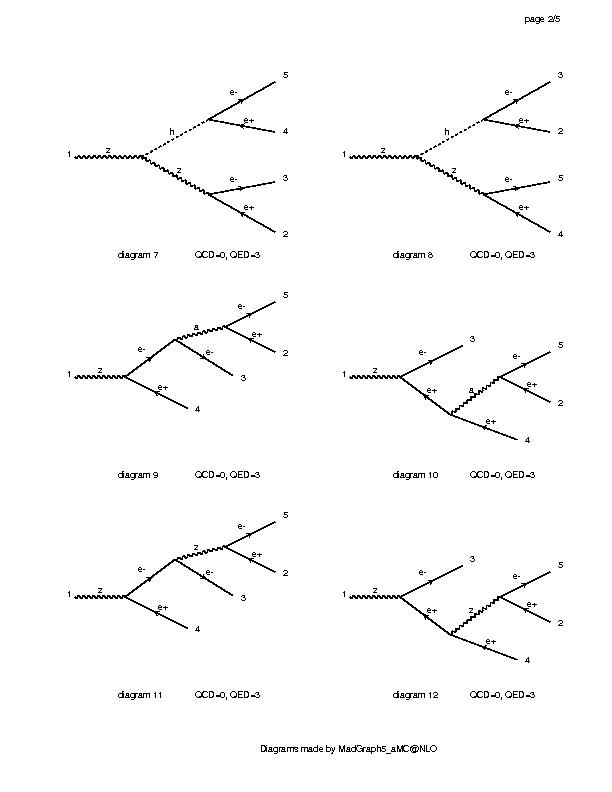 page 2/5
5
e-
h
e+
4
1
z
z
e-
3
e+
2
diagram 7
QCD=0, QED=3
3
e-
h
e+
2
1
z
z
e-
5
e+
4
diagram 8
QCD=0, QED=3
5
e-
a
e+
2
e-
e-
3
1
z
e+
4
diagram 9
QCD=0, QED=3
3
e-
5
e-
1
z
e+
a
e+
2
e+
4
diagram 10
QCD=0, QED=3
5
e-
z
e+
2
e-
e-
3
1
z
e+
4
diagram 11
QCD=0, QED=3
3
e-
5
e-
1
z
e+
z
e+
2
e+
4
diagram 12
QCD=0, QED=3
Diagrams made by MadGraph5_aMC@NLO